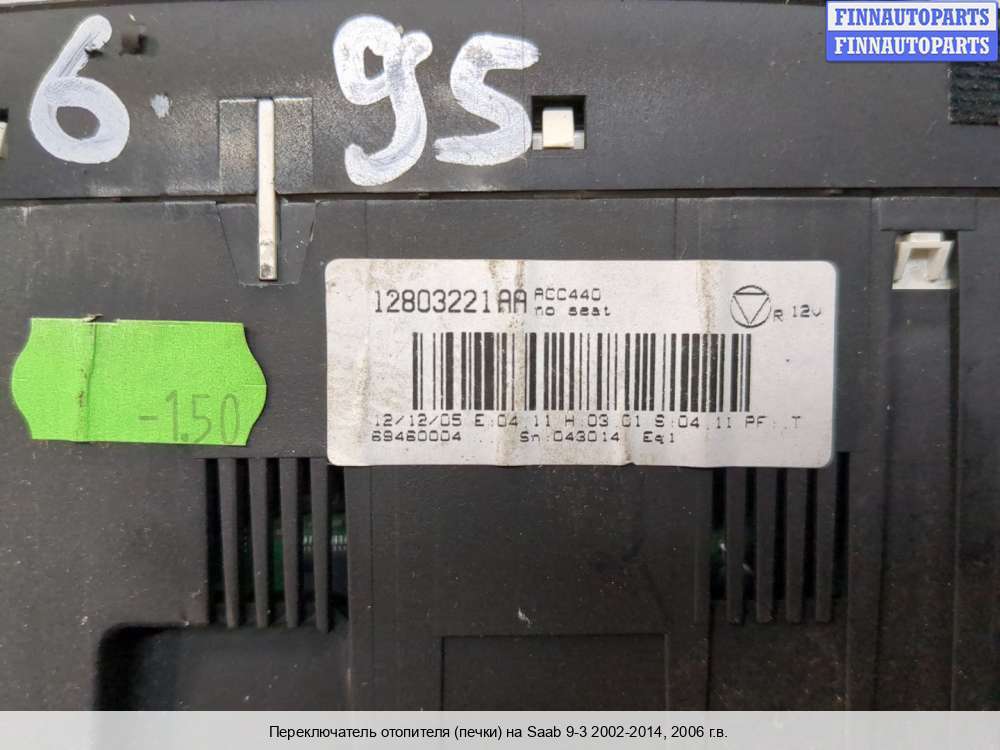 FINNAUTOPARTS
FINNAUTOPARTS
6 95
12803221AA ACC440
no seat
R 12v
-1.50
12/12/05 E:04.11 H:03.01 S:04.11 PF:.T
69460004 Sn:043014 Eq1
Переключатель отопителя (печки) на Saab 9-3 2002-2014, 2006 г.в.